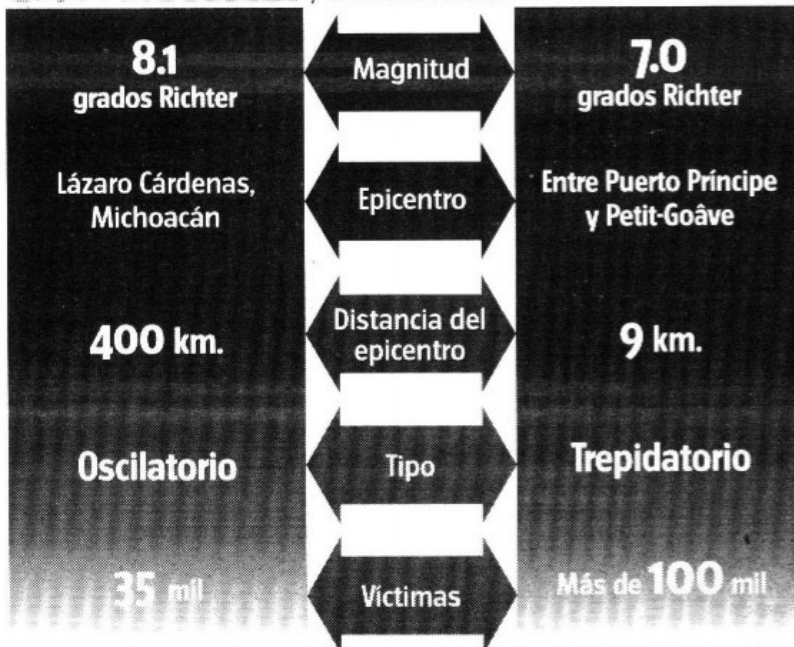 8.1
grados Richter
Magnitud
7.0
grados Richter
Lázaro Cárdenas,
Michoacán
Epicentro
Entre Puerto Príncipe
y Petit-Goâve
400 km.
Distancia del
epicentro
9 km.
Oscilatorio
Tipo
Trepidatorio
35 mil
Víctimas
Más de 100 mil